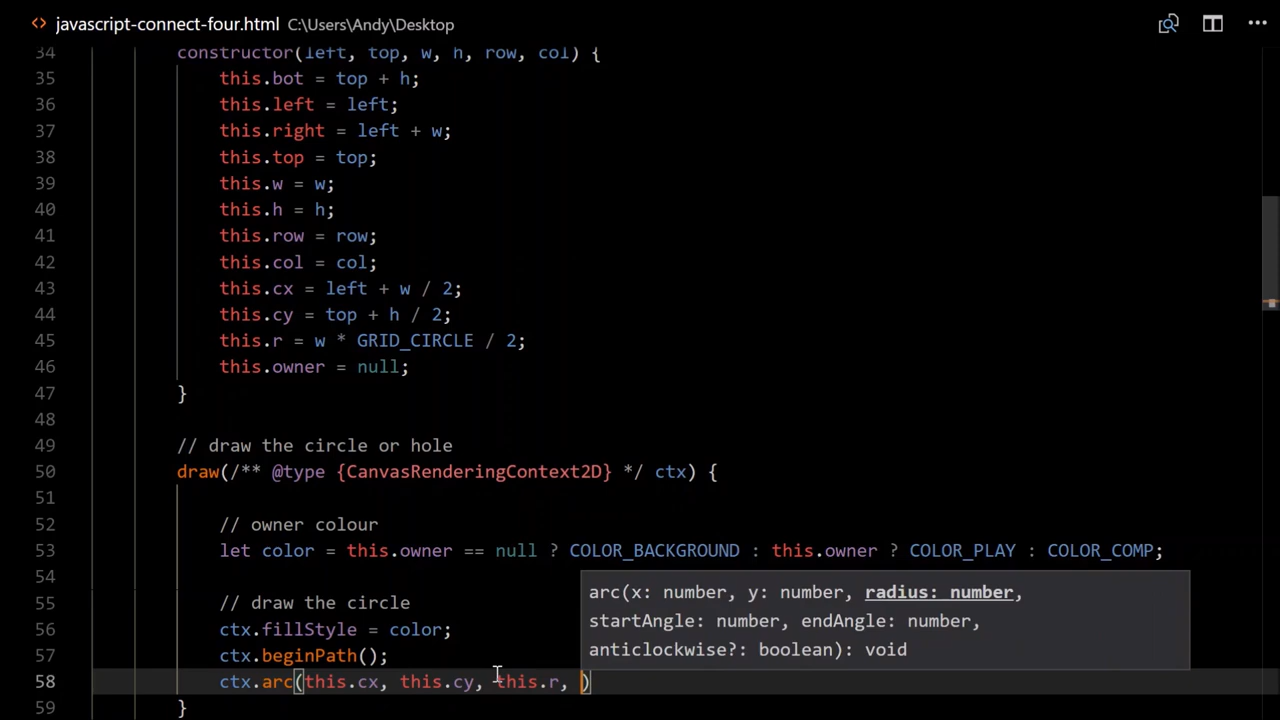 <> javascript-connect-four.html C:\Users\Andy\Desktop
34 constructor(left, top, w, h, row, col) {
35 this.bot = top + h;
36 this.left = left;
37 this.right = left + w;
38 this.top = top;
39 this.w = w;
40 this.h = h;
41 this.row = row;
42 this.col = col;
43 this.cx = left + w / 2;
44 this.cy = top + h / 2;
45 this.r = w * GRID_CIRCLE / 2;
46 this.owner = null;
47 }
48
49 // draw the circle or hole
50 draw(/** @type {CanvasRenderingContext2D} */ ctx) {
51
52 // owner colour
53 let color = this.owner == null ? COLOR_BACKGROUND : this.owner ? COLOR_PLAY : COLOR_COMP;
54
arc(x: number, y: number, radius: number,
55 // draw the circle
startAngle: number, endAngle: number,
56 ctx.fillStyle = color;
anticlockwise?: boolean): void
57 ctx.beginPath();
58 ctx.arc(this.cx, this.cy, this.r, )
59 }